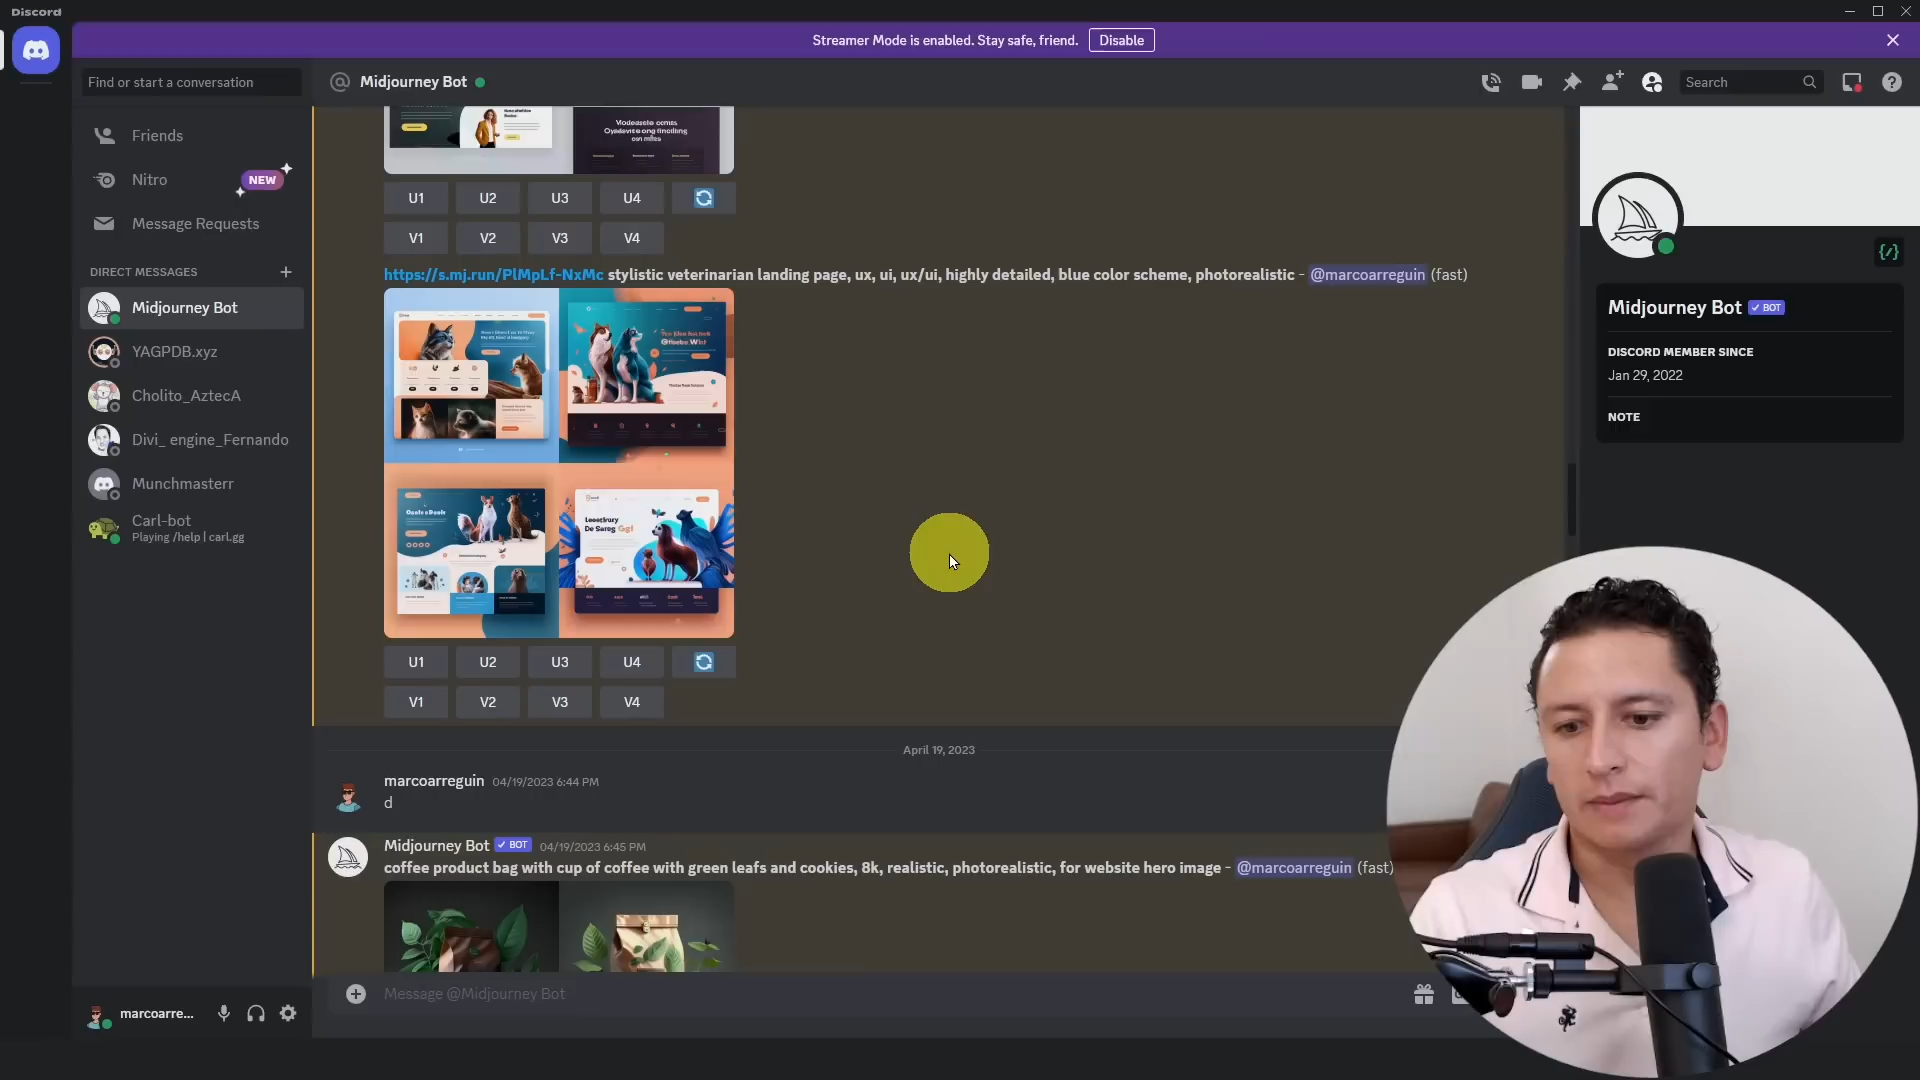 Discord
Streamer Mode is enabled. Stay safe, friend.
Disable
Find or start a conversation
Midjourney Bot
Search
Friends
Nitro
NEW
Message Requests
DIRECT MESSAGES
Midjourney Bot
YAGPDB.xyz
Cholito_AztecA
Divi_ engine_Fernando
Munchmasterr
Carl-bot
Playing /help | carl.gg
marcoarre...
U1 U2 U3 U4
V1 V2 V3 V4
https://s.mj.run/PlMpLf-NxMc stylistic veterinarian landing page, ux, ui, ux/ui, highly detailed, blue color scheme, photorealistic - @marcoarreguin (fast)
U1 U2 U3 U4
V1 V2 V3 V4
April 19, 2023
marcoarreguin 04/19/2023 6:44 PM
d
Midjourney Bot BOT 04/19/2023 6:45 PM
coffee product bag with cup of coffee with green leafs and cookies, 8k, realistic, photorealistic, for website hero image - @marcoarreguin (fast)
Message @Midjourney Bot
Midjourney Bot BOT
DISCORD MEMBER SINCE
Jan 29, 2022
NOTE